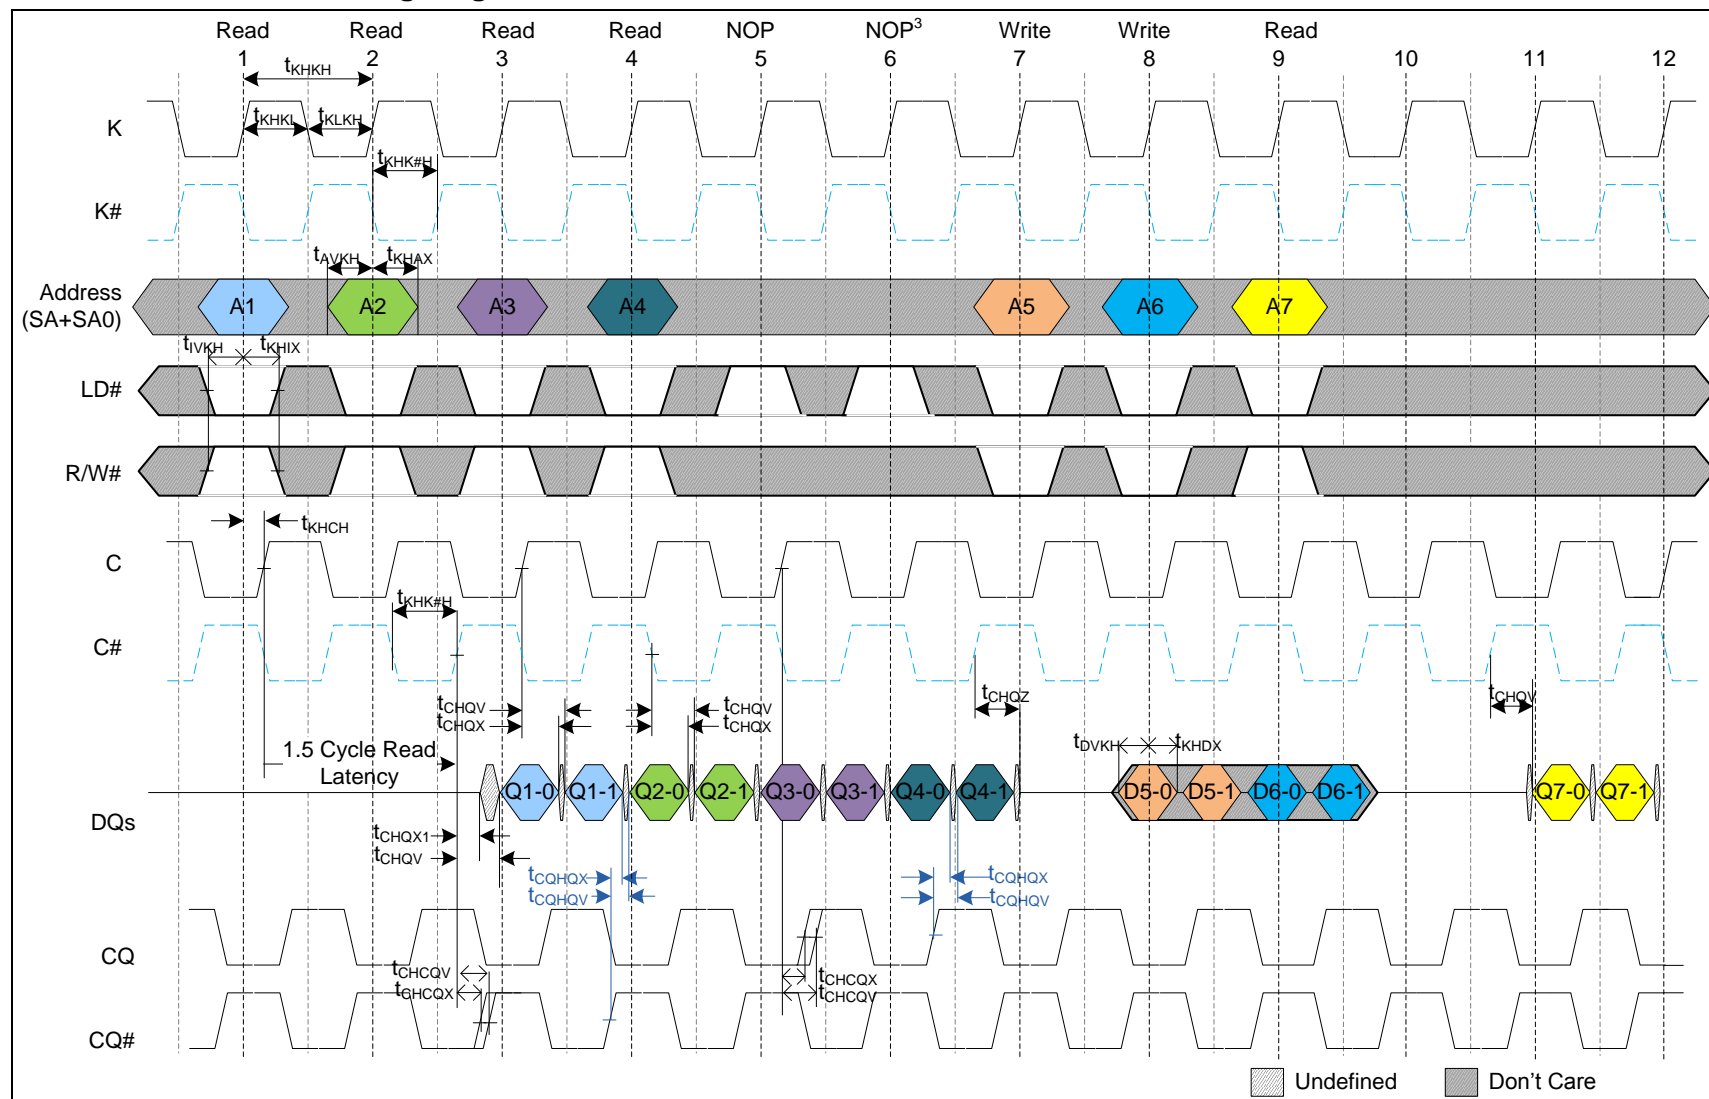 Read Read Read Read NOP NOP3 Write Write Read
1 2 3 4 5 6 7 8 9 10 11 12
tKHKH
K
tKHKL tKLKH
tKHK#H
K#
tAVKH tKHAX
Address
(SA+SA0)
A1 A2 A3 A4 A5 A6 A7
tIVKH tKHIX
LD#
R/W#
tKHCH
C
tKHK#H
C#
tCHQV tCHQV tCHQZ tCHQV
tCHQX tCHQX
tDVKH tKHDX
1.5 Cycle Read
Latency
Q1-0 Q1-1 Q2-0 Q2-1 Q3-0 Q3-1 Q4-0 Q4-1 D5-0 D5-1 D6-0 D6-1 Q7-0 Q7-1
DQs
tCHQX1
tCHQV
tCQHQX tCQHQX
tCQHQV tCQHQV
CQ
tCHCQV tCHCQX
tCHCQX tCHCQV
CQ#
Undefined Don't Care